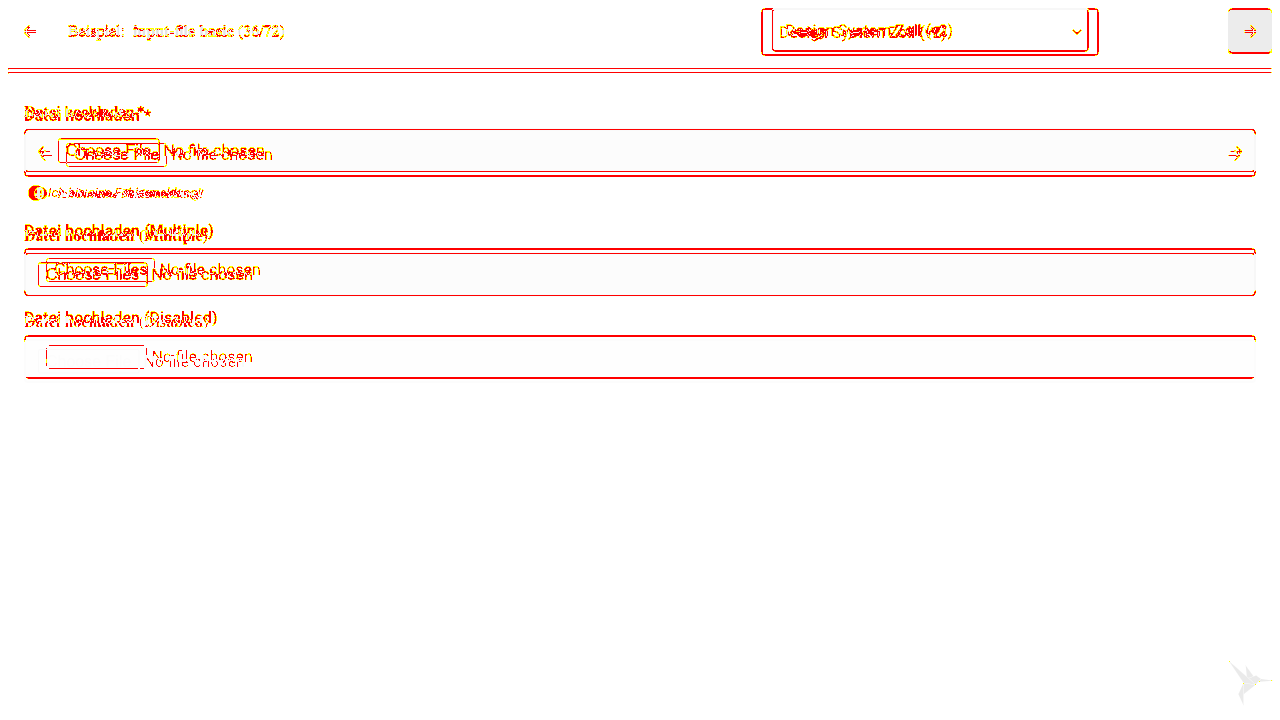 Beispiel: input-file basic (36/72)
Design System Zoll (v2)
Datei hochladen *
Choose File No file chosen
Datei hochladen (Multiple)
Choose Files No file chosen
Datei hochladen (Disabled)
No file chosen